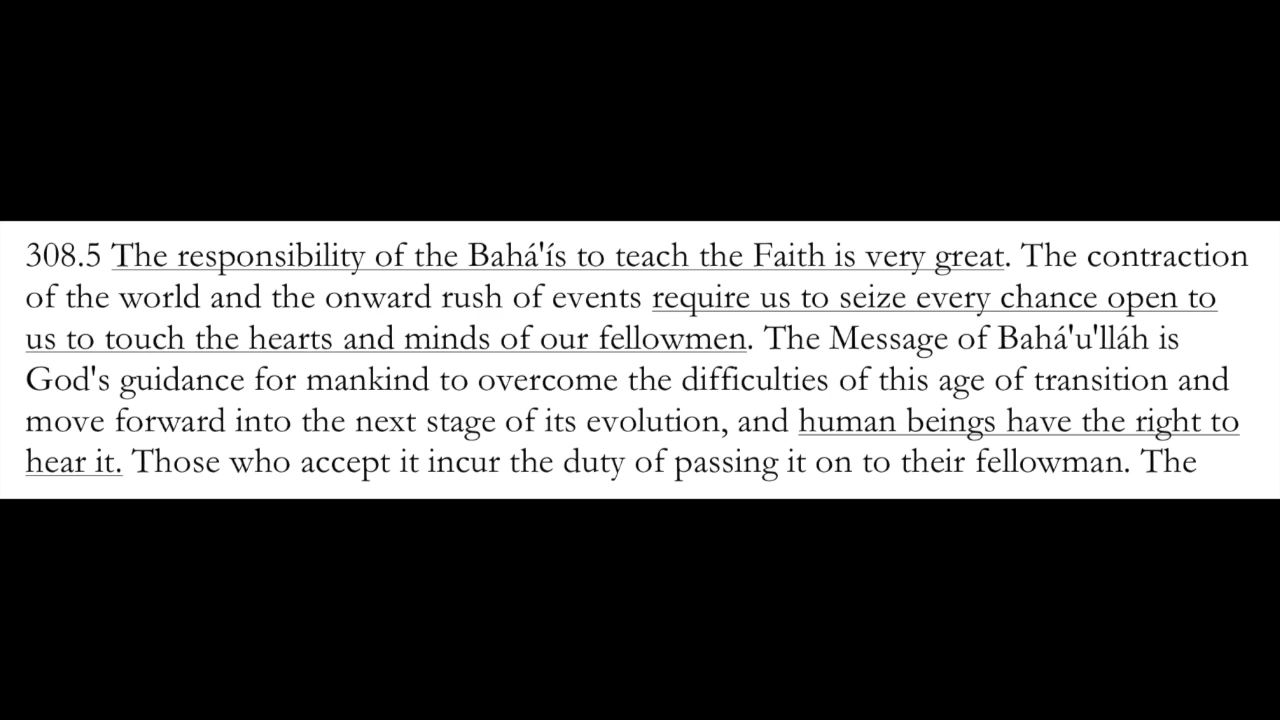 308.5 The responsibility of the Bahá'ís to teach the Faith is very great. The contraction
of the world and the onward rush of events require us to seize every chance open to
us to touch the hearts and minds of our fellowmen. The Message of Bahá'u'lláh is
God's guidance for mankind to overcome the difficulties of this age of transition and
move forward into the next stage of its evolution, and human beings have the right to
hear it. Those who accept it incur the duty of passing it on to their fellowman. The